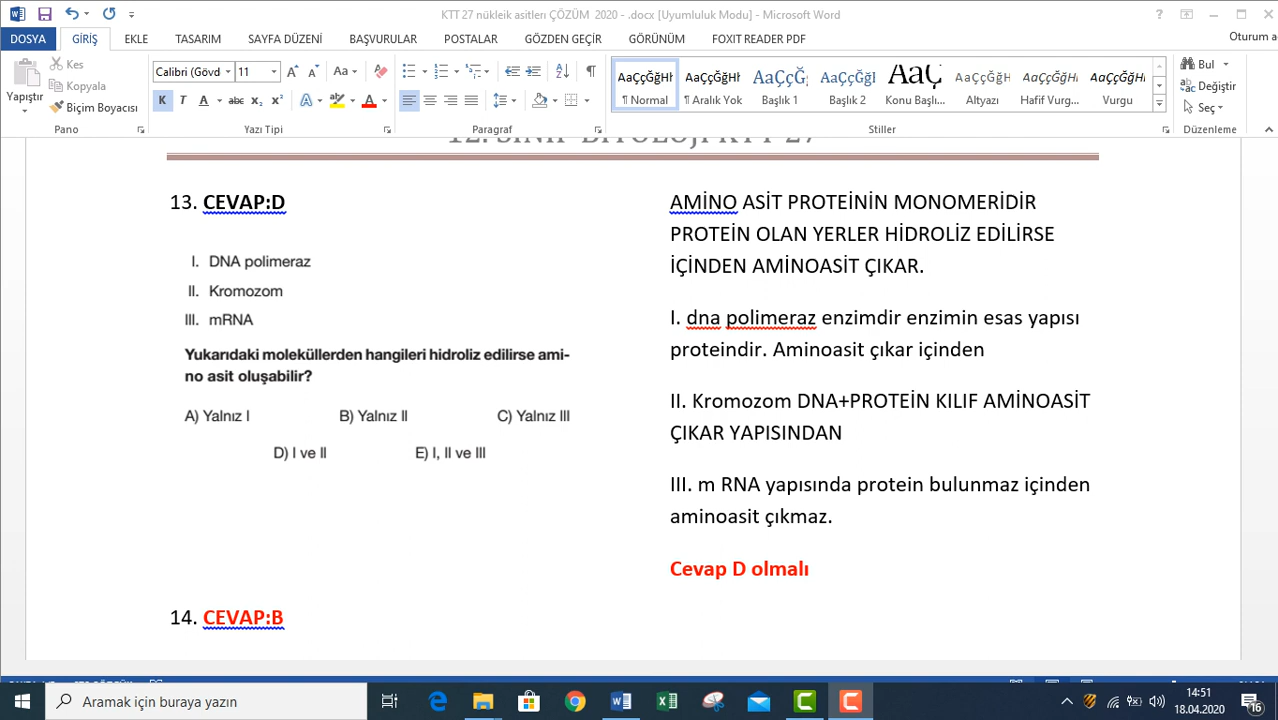 KTT 27 nükleik asitleri ÇÖZÜM 2020 - .docx [Uyumluluk Modu] - Microsoft Word
DOSYA GİRİŞ EKLE TASARIM SAYFA DÜZENİ BAŞVURULAR POSTALAR GÖZDEN GEÇİR GÖRÜNÜM FOXIT READER PDF Oturum a
Yapıştır
Kes
Kopyala
Biçim Boyacısı
Pano
Calibri (Gövd 11
Yazı Tipi
Paragraf
¶ Normal
¶ Aralık Yok
Başlık 1
Başlık 2
Konu Başlı...
Altyazı
Hafif Vurg...
Vurgu
Stiller
Bul
Değiştir
Seç
Düzenleme
12. SINIF BİYOLOJİ KTT 27
13. CEVAP:D
I. DNA polimeraz
II. Kromozom
III. mRNA
Yukarıdaki moleküllerden hangileri hidroliz edilirse ami-
no asit oluşabilir?
A) Yalnız I B) Yalnız II C) Yalnız III
D) I ve II E) I, II ve III
14. CEVAP:B
AMİNO ASİT PROTEİNİN MONOMERİDİR
PROTEİN OLAN YERLER HİDROLİZ EDİLİRSE
İÇİNDEN AMİNOASİT ÇIKAR.
I. dna polimeraz enzimdir enzimin esas yapısı
proteindir. Aminoasit çıkar içinden
II. Kromozom DNA+PROTEİN KILIF AMİNOASİT
ÇIKAR YAPISINDAN
III. m RNA yapısında protein bulunmaz içinden
aminoasit çıkmaz.
Cevap D olmalı
Aramak için buraya yazın
14:51
18.04.2020
16